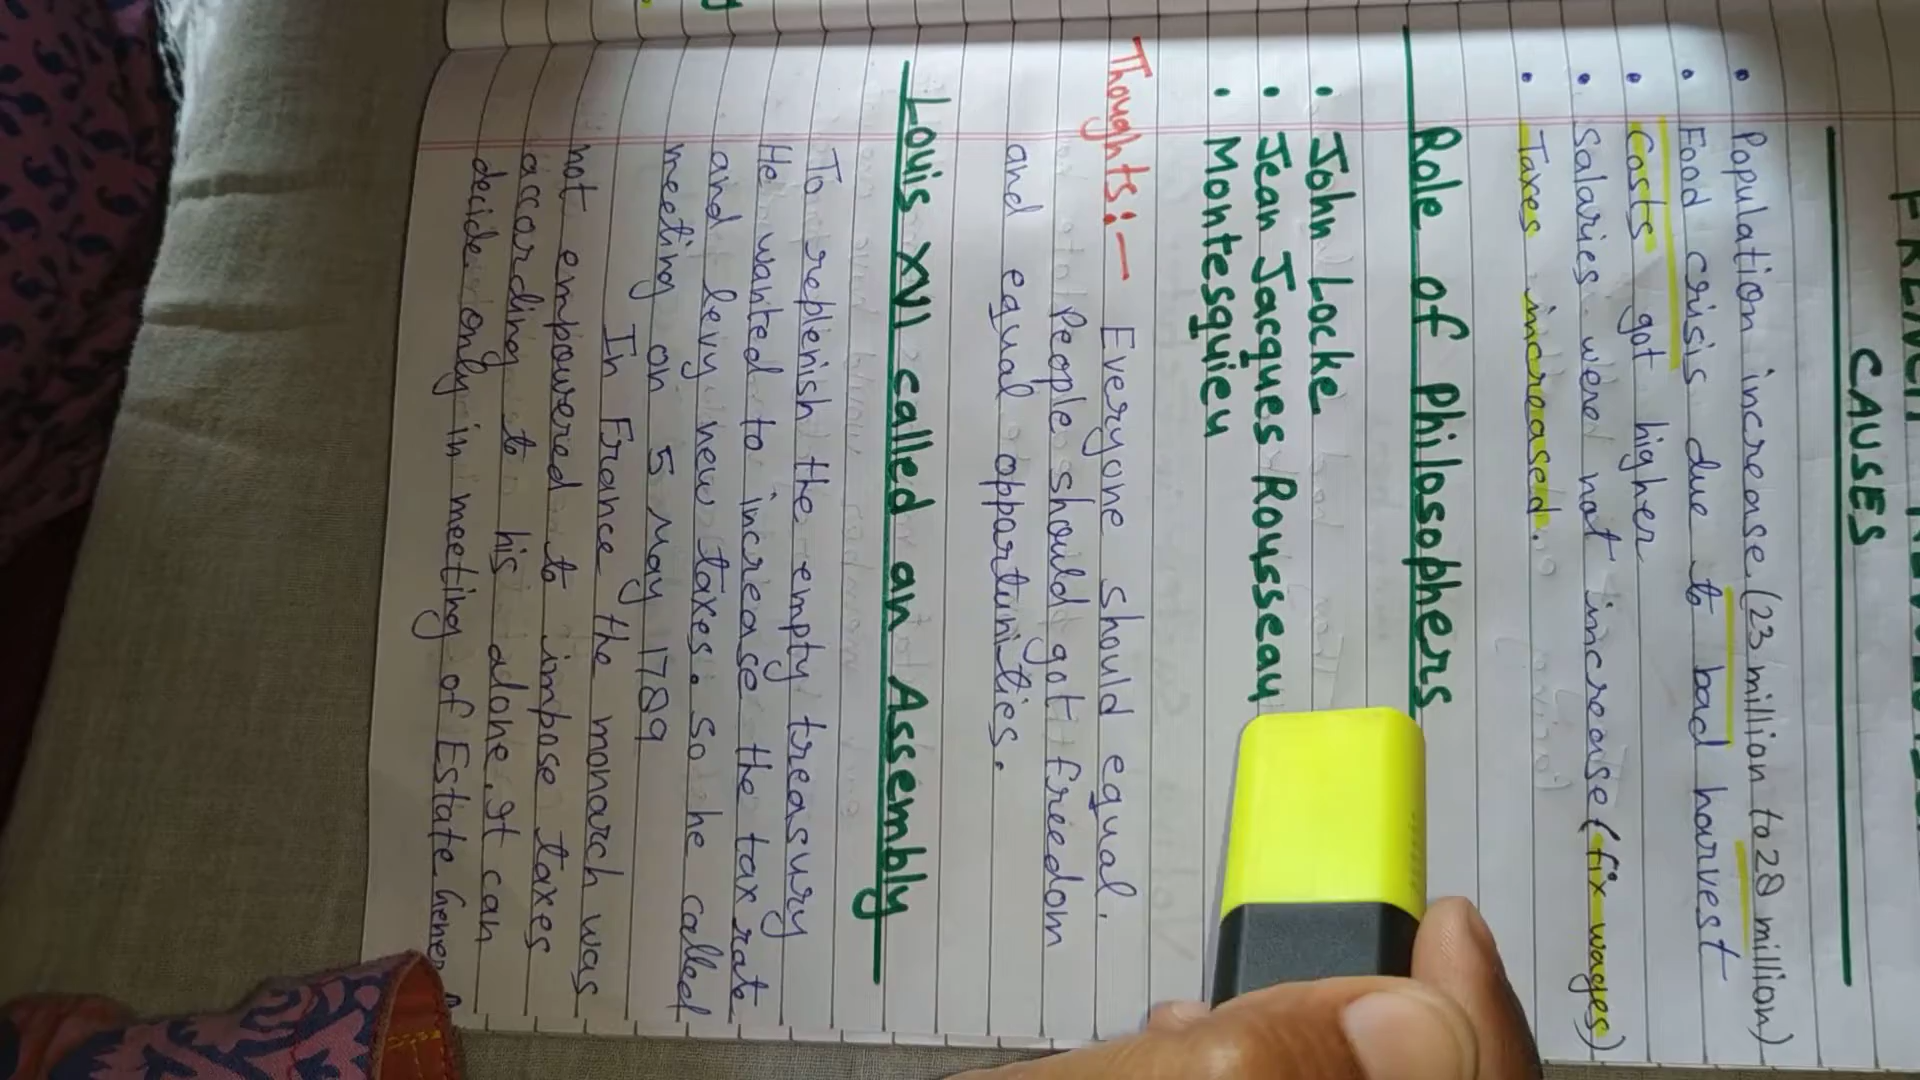 FRENCH REVOLUTION
CAUSES
• Population increase (23 million to 28 million)
• Food crisis due to bad harvest
• Costs got higher
• Salaries were not increase (fix wages)
• Taxes increased.
Role of Philosophers
• John Locke
• Jean Jacques Rousseau
• Montesquieu
Thoughts:— Everyone should equal.
People should got freedom
and equal opportunities.
Louis XVI called an Assembly
To replenish the empty treasury
He wanted to increase the tax rate
and levy new taxes. So he called
meeting on 5 May 1789
In France the monarch was
not empowered to impose taxes
according to his alone. It can
decide only in meeting of Estate Gener